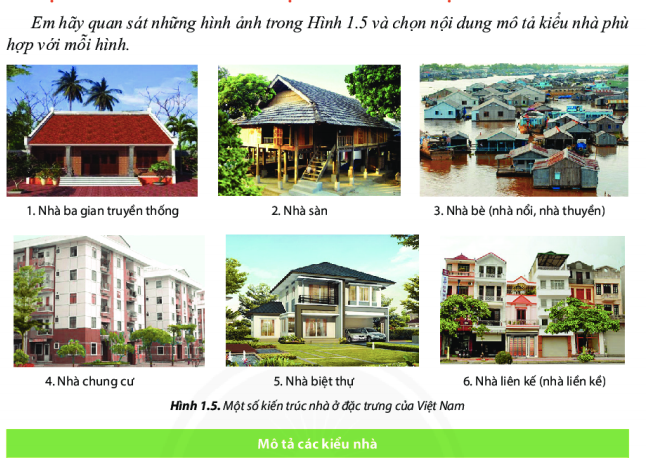 Em hãy quan sát những hình ảnh trong Hình 1.5 và chọn nội dung mô tả kiểu nhà phù
hợp với mỗi hình.
1. Nhà ba gian truyền thống
2. Nhà sàn
3. Nhà bè (nhà nổi, nhà thuyền)
4. Nhà chung cư
5. Nhà biệt thự
6. Nhà liên kế (nhà liền kề)
Hình 1.5. Một số kiến trúc nhà ở đặc trưng của Việt Nam
Mô tả các kiểu nhà